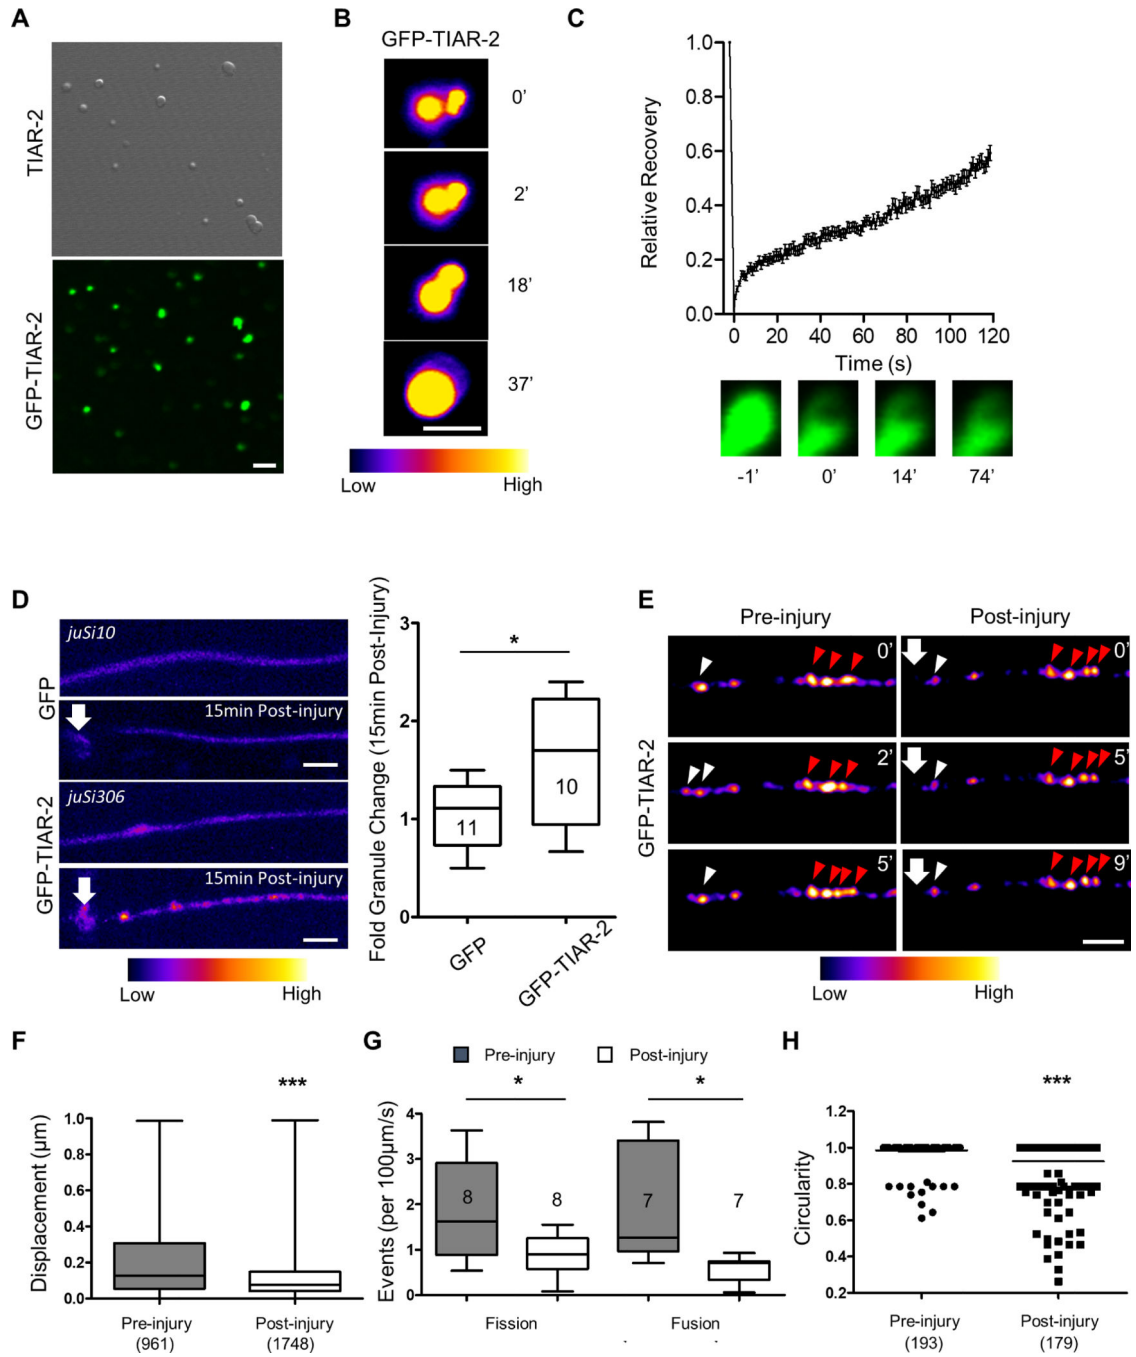 A
TIAR-2
GFP-TIAR-2
B
GFP-TIAR-2
0'
2'
18'
37'
Low
High
C
Relative Recovery
1.0
0.8
0.6
0.4
0.2
0.0
0 20 40 60 80 100 120
Time (s)
-1' 0' 14' 74'
D
GFP
GFP-TIAR-2
juSi10
15min Post-injury
juSi306
15min Post-injury
Low
High
Fold Granule Change (15min Post-Injury)
3
2
1
0
*
11
10
GFP
GFP-TIAR-2
E
Pre-injury
Post-injury
GFP-TIAR-2
0'
0'
2'
5'
5'
9'
Low
High
F
Displacement (µm)
1.0
0.8
0.6
0.4
0.2
0.0
***
Pre-injury
(961)
Post-injury
(1748)
G
Pre-injury
Post-injury
Events (per 100µm/s)
4
3
2
1
0
*
*
8
8
7
7
Fission
Fusion
H
Circularity
1.2
1.0
0.8
0.6
0.4
0.2
***
Pre-injury
(193)
Post-injury
(179)